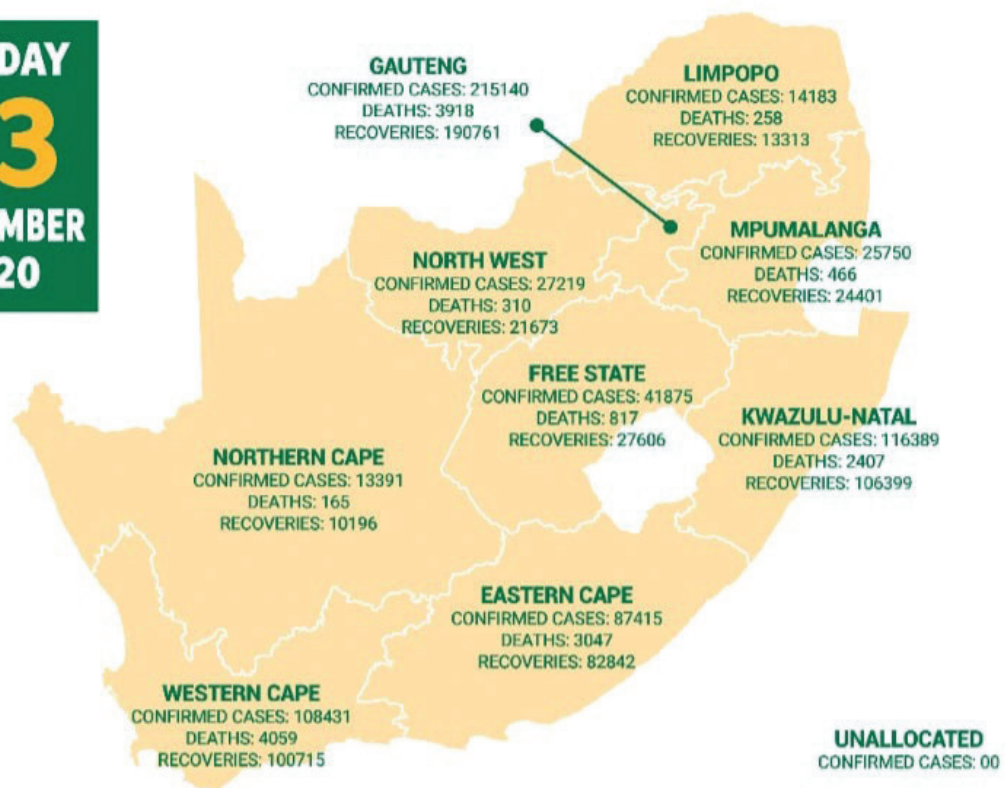 DAY
3
MBER
20
GAUTENG
CONFIRMED CASES: 215140
DEATHS: 3918
RECOVERIES: 190761
LIMPOPO
CONFIRMED CASES: 14183
DEATHS: 258
RECOVERIES: 13313
NORTH WEST
CONFIRMED CASES: 27219
DEATHS: 310
RECOVERIES: 21673
MPUMALANGA
CONFIRMED CASES: 25750
DEATHS: 466
RECOVERIES: 24401
FREE STATE
CONFIRMED CASES: 41875
DEATHS: 817
RECOVERIES: 27606
KWAZULU-NATAL
CONFIRMED CASES: 116389
DEATHS: 2407
RECOVERIES: 106399
NORTHERN CAPE
CONFIRMED CASES: 13391
DEATHS: 165
RECOVERIES: 10196
EASTERN CAPE
CONFIRMED CASES: 87415
DEATHS: 3047
RECOVERIES: 82842
WESTERN CAPE
CONFIRMED CASES: 108431
DEATHS: 4059
RECOVERIES: 100715
UNALLOCATED
CONFIRMED CASES: 00